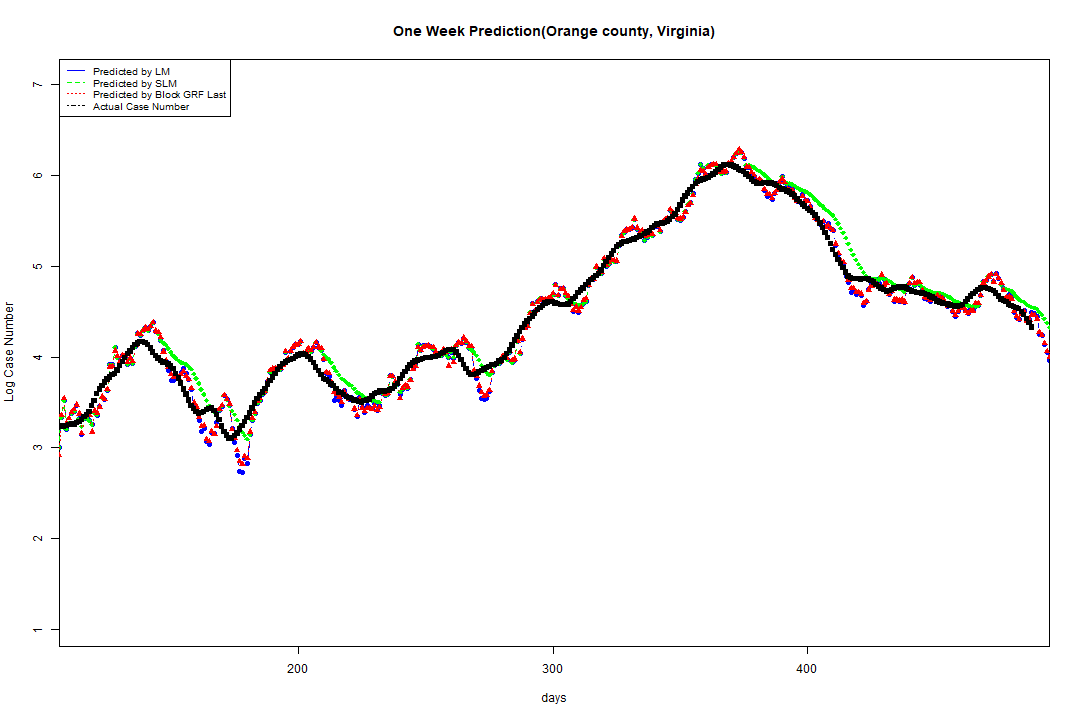 One Week Prediction(Orange county, Virginia)
Predicted by LM
Predicted by SLM
Predicted by Block GRF Last
Actual Case Number
7
6
5
4
3
2
1
Log Case Number
200 300 400
days